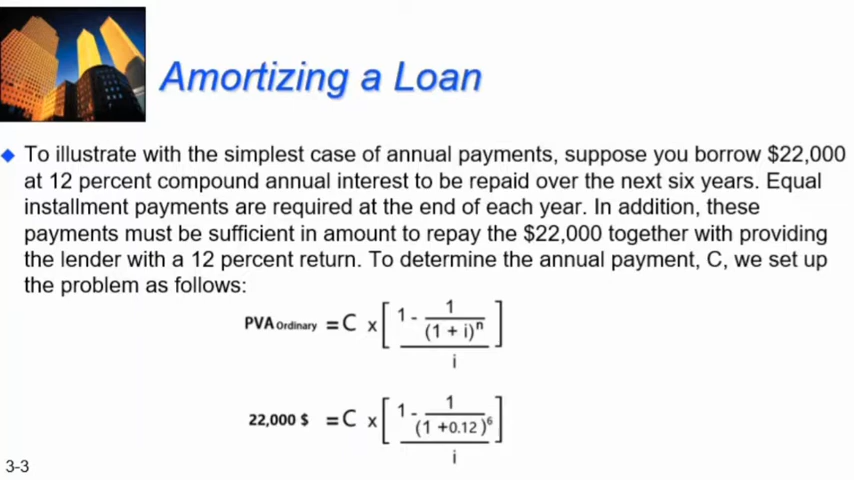 Amortizing a Loan
To illustrate with the simplest case of annual payments, suppose you borrow $22,000
at 12 percent compound annual interest to be repaid over the next six years. Equal
installment payments are required at the end of each year. In addition, these
payments must be sufficient in amount to repay the $22,000 together with providing
the lender with a 12 percent return. To determine the annual payment, C, we set up
the problem as follows:
PVA Ordinary = C x [ 1 - 1
(1 + i)n ]
i
22,000 $ = C x [ 1 - 1
(1 +0.12 )6 ]
i
3-3